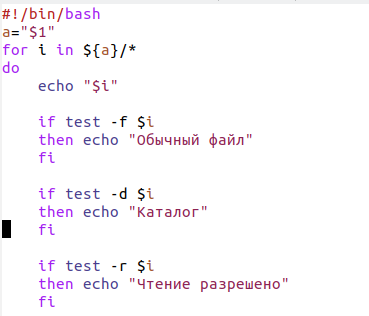 #!/bin/bash
a="$1"
for i in ${a}/*
do
    echo "$i"

    if test -f $i
    then echo "Обычный файл"
    fi

    if test -d $i
    then echo "Каталог"
    fi

    if test -r $i
    then echo "Чтение разрешено"
    fi